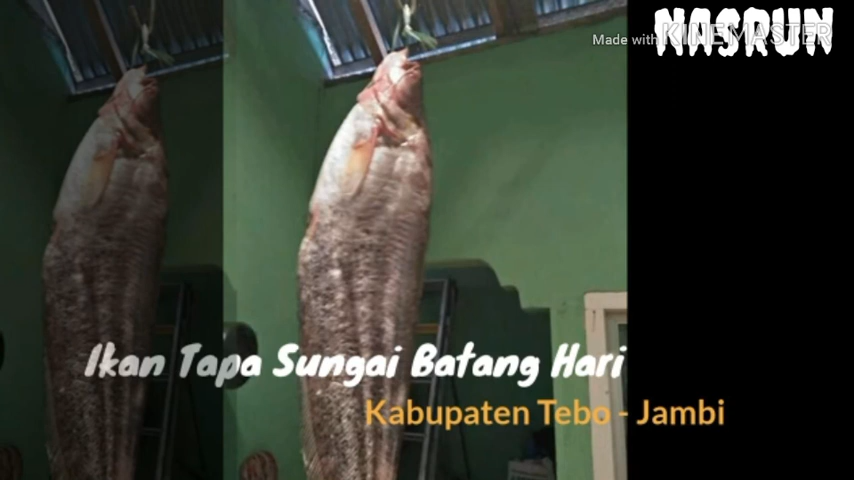 NASRUN
Made with KINEMASTER
Ikan Tapa Sungai Batang Hari
Kabupaten Tebo - Jambi